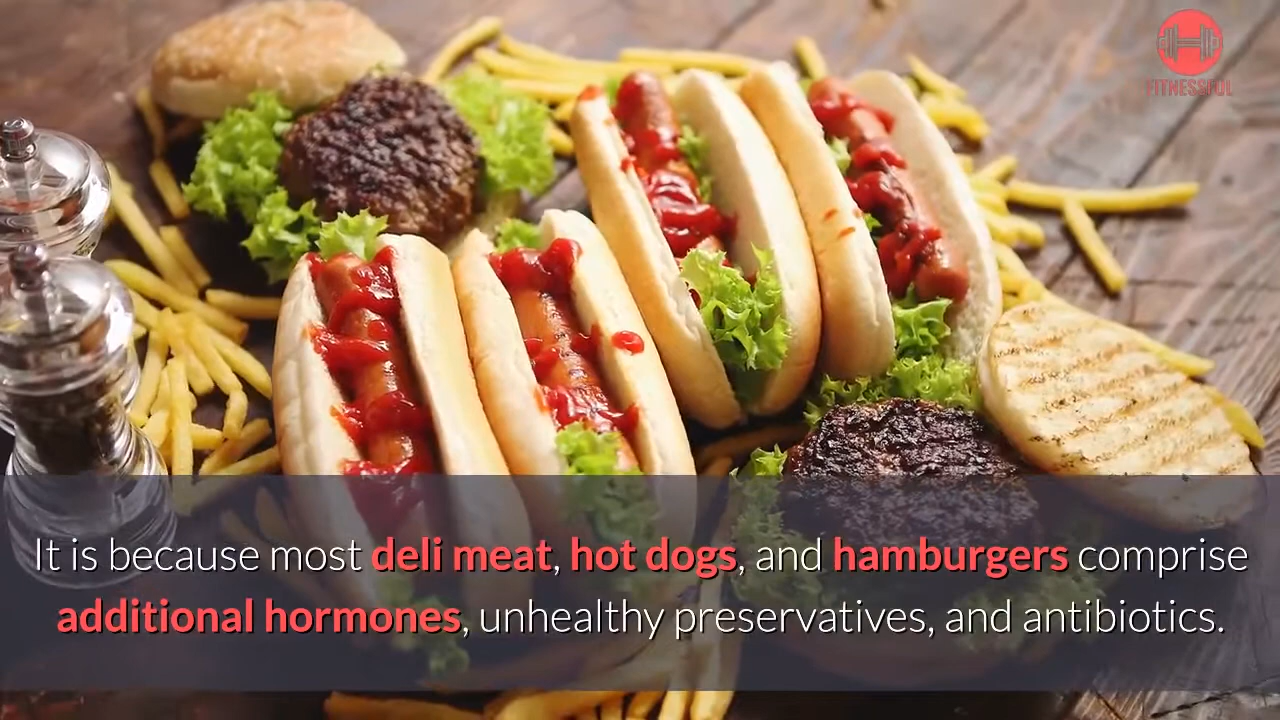 FITNESSFUL
It is because most deli meat, hot dogs, and hamburgers comprise
additional hormones, unhealthy preservatives, and antibiotics.